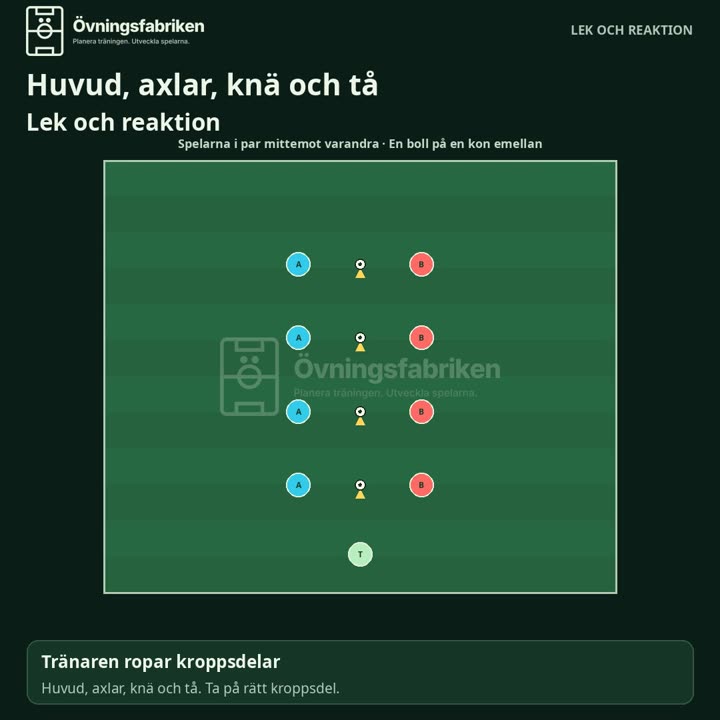 Övningsfabriken
Planera träningen. Utveckla spelarna.
LEK OCH REAKTION
Huvud, axlar, knä och tå
Lek och reaktion
Spelarna i par mittemot varandra · En boll på en kon emellan
A B
A B
Övningsfabriken
Planera träningen. Utveckla spelarna.
A B
A B
T
Tränaren ropar kroppsdelar
Huvud, axlar, knä och tå. Ta på rätt kroppsdel.